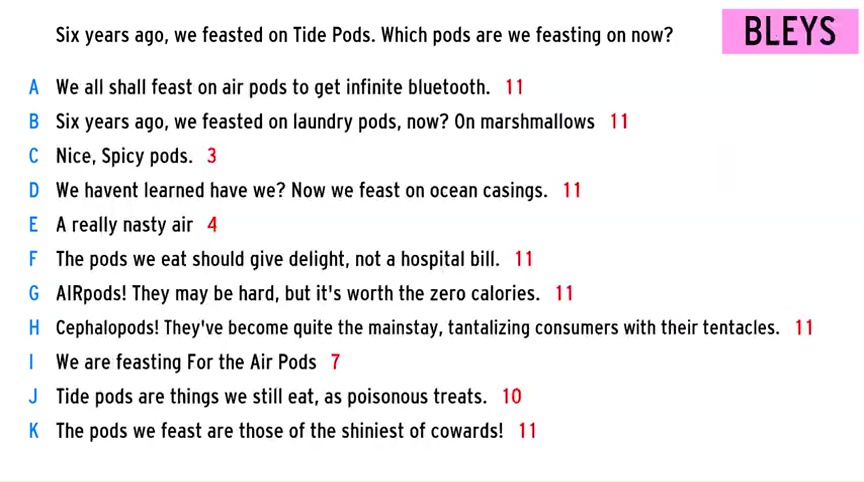 Six years ago, we feasted on Tide Pods. Which pods are we feasting on now?
BLEYS
A We all shall feast on air pods to get infinite bluetooth. 11
B Six years ago, we feasted on laundry pods, now? On marshmallows 11
C Nice, Spicy pods. 3
D We havent learned have we? Now we feast on ocean casings. 11
E A really nasty air 4
F The pods we eat should give delight, not a hospital bill. 11
G AIRpods! They may be hard, but it's worth the zero calories. 11
H Cephalopods! They've become quite the mainstay, tantalizing consumers with their tentacles. 11
I We are feasting For the Air Pods 7
J Tide pods are things we still eat, as poisonous treats. 10
K The pods we feast are those of the shiniest of cowards! 11